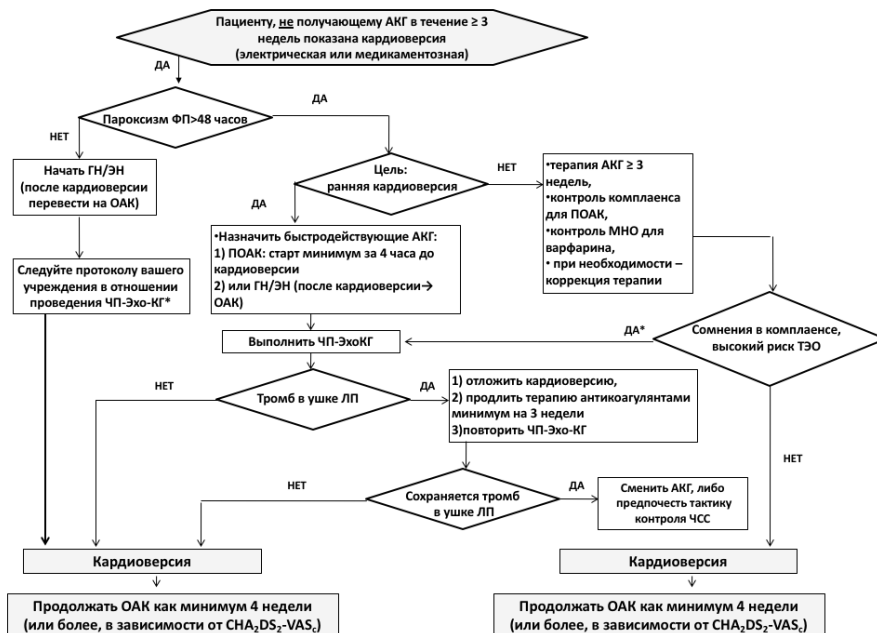 Пациенту, не получающему АКГ в течение ≥ 3
недель показана кардиоверсия
(электрическая или медикаментозная)
ДА
ДА
Пароксизм ФП>48 часов
НЕТ
Начать ГН/ЭН
(после кардиоверсии
перевести на ОАК)
Цель:
ранняя кардиоверсия
НЕТ
•терапия АКГ ≥ 3
недель,
•контроль комплаенса
для ПОАК,
•контроль МНО для
варфарина,
• при необходимости –
коррекция терапии
ДА
•Назначить быстродействующие АКГ:
1) ПОАК: старт минимум за 4 часа до
кардиоверсии
2) или ГН/ЭН (после кардиоверсии→
ОАК)
Следуйте протоколу вашего
учреждения в отношении
проведения ЧП-Эхо-КГ*
Выполнить ЧП-ЭхоКГ
ДА*
Сомнения в комплаенсе,
высокий риск ТЭО
НЕТ
Тромб в ушке ЛП
ДА
1) отложить кардиоверсию,
2) продлить терапию антикоагулянтами
минимум на 3 недели
3)повторить ЧП-Эхо-КГ
НЕТ
НЕТ
Сохраняется тромб
в ушке ЛП
ДА
Сменить АКГ, либо
предпочесть тактику
контроля ЧСС
Кардиоверсия
Кардиоверсия
Продолжать ОАК как минимум 4 недели
(или более, в зависимости от CHA₂DS₂-VASc)
Продолжать ОАК как минимум 4 недели
(или более, в зависимости от CHA₂DS₂-VASc)